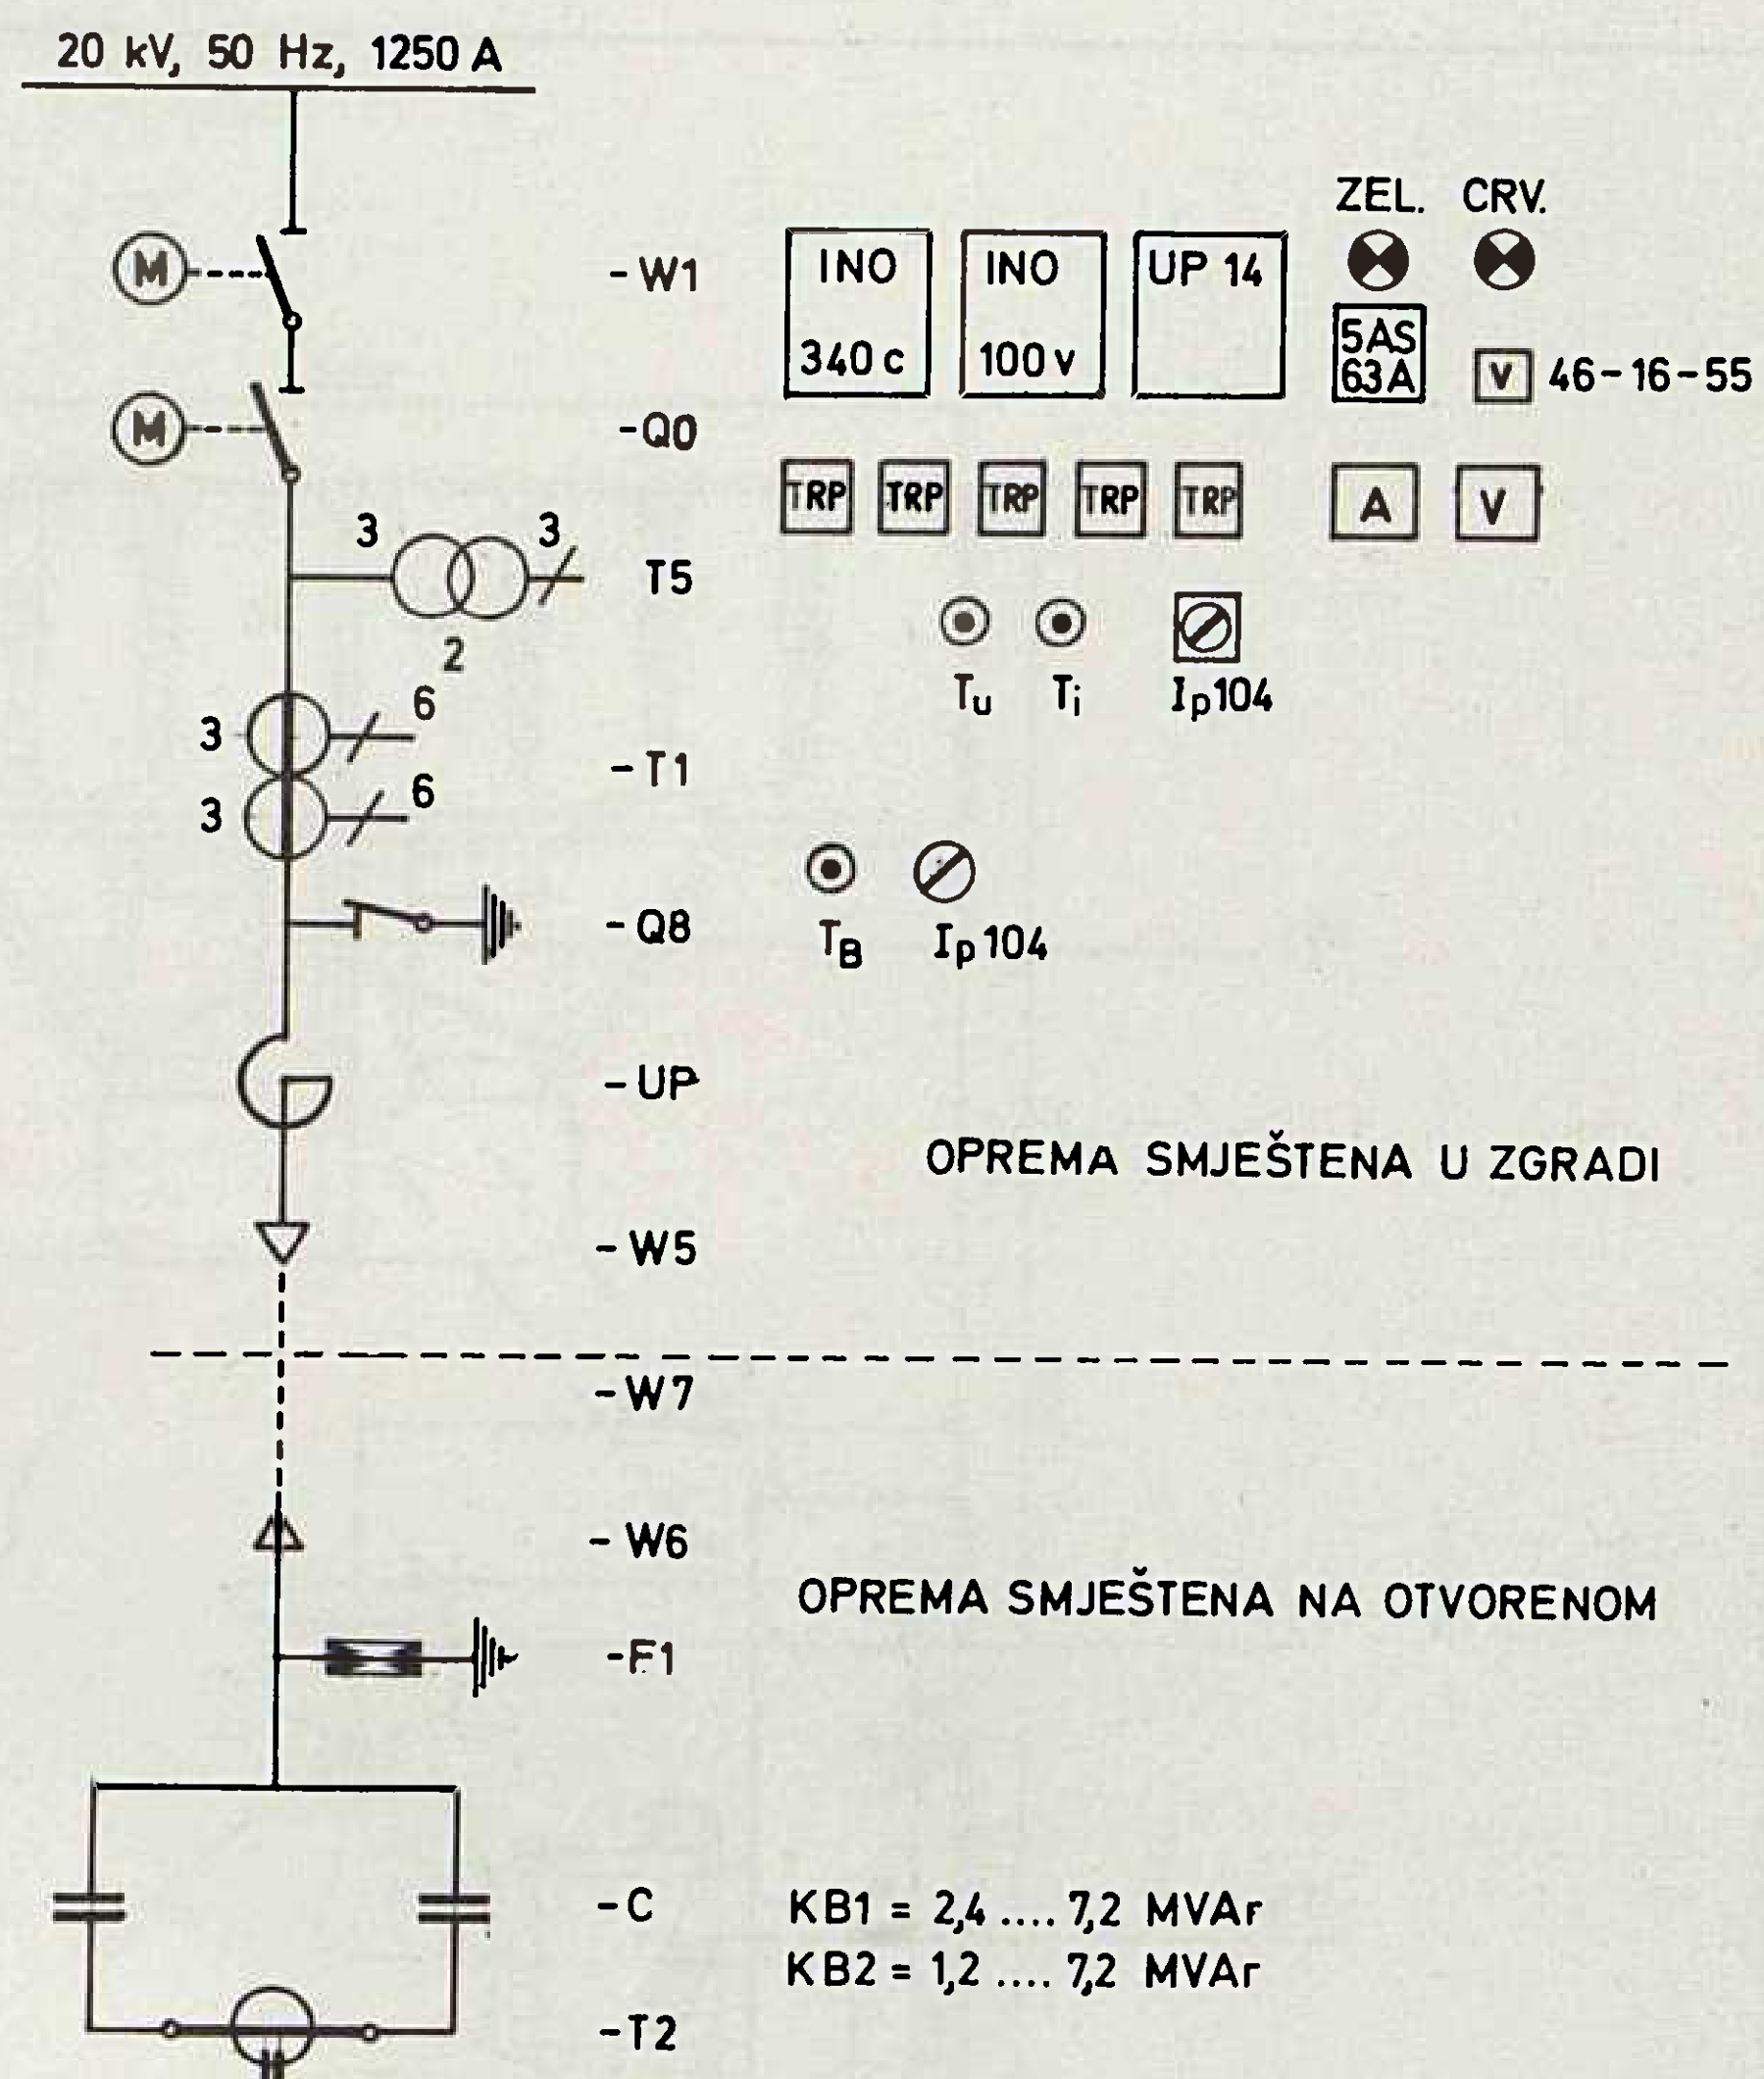 20 kV, 50 Hz, 1250 A
ZEL. CRV.
M -W1 INO 340 c INO 100 v UP 14
5AS 63A V 46-16-55
M -Q0
TRP TRP TRP TRP TRP A V
3 3 T5
2
Tu Ti Ip104
3 6
-T1
3 6
-Q8
TB Ip104
-UP
OPREMA SMJEŠTENA U ZGRADI
-W5
-W7
-W6
OPREMA SMJEŠTENA NA OTVORENOM
-F1
-C KB1 = 2,4 .... 7,2 MVAr
KB2 = 1,2 .... 7,2 MVAr
-T2